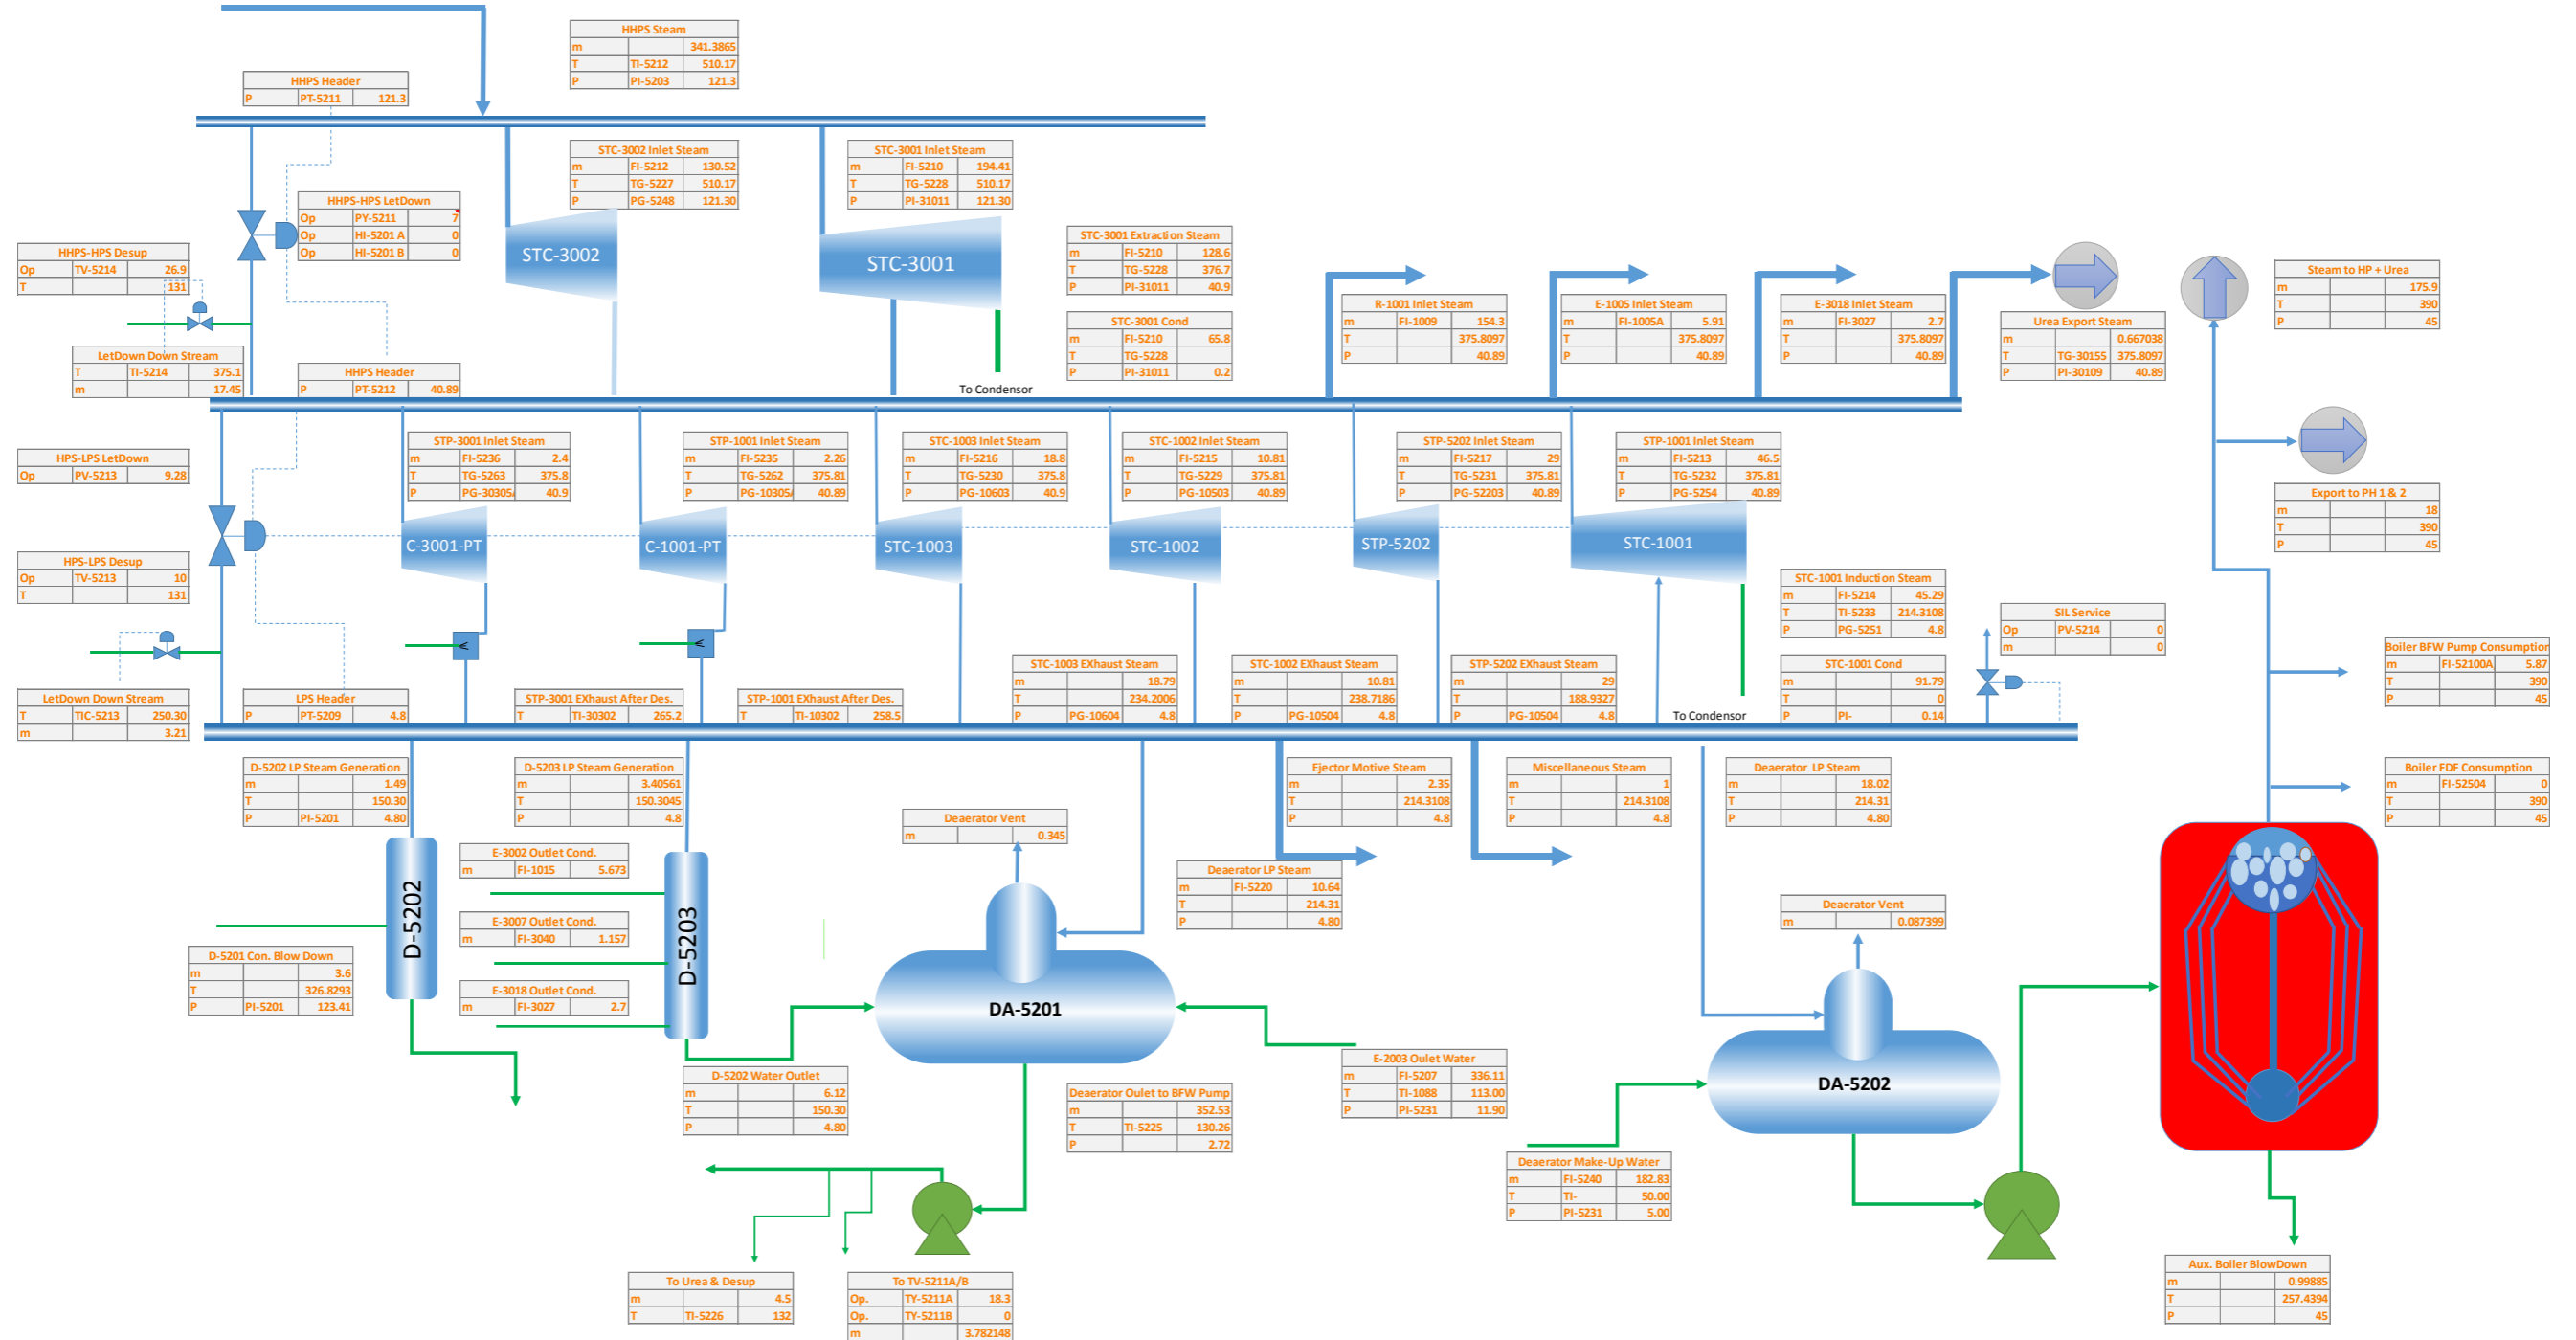 HHPS Steam
m 341.3865
T TI-5212 510.17
P PI-5203 121.3
HHPS Header
P PT-5211 121.3
STC-3002 Inlet Steam
m FI-5212 130.52
T TG-5227 510.17
P PG-5248 121.30
STC-3001 Inlet Steam
m FI-5210 194.41
T TG-5228 510.17
P PI-31011 121.30
HHPS-HPS LetDown
Op PY-5211 7
Op HI-5201 A 0
Op HI-5201 B 0
HHPS-HPS Desup
Op TV-5214 26.9
T 131
STC-3002
STC-3001
STC-3001 Extraction Steam
m FI-5210 128.6
T TG-5228 376.7
P PI-31011 40.9
STC-3001 Cond
m FI-5210 65.8
T TG-5228
P PI-31011 0.2
R-1001 Inlet Steam
m FI-1009 154.3
T 375.8097
P 40.89
E-1005 Inlet Steam
m FI-1005A 5.91
T 375.8097
P 40.89
E-3018 Inlet Steam
m FI-3027 2.7
T 375.8097
P 40.89
Urea Export Steam
m 0.667038
T TG-30155 375.8097
P PI-30109 40.89
Steam to HP + Urea
m 175.9
T 390
P 45
LetDown Down Stream
T TI-5214 375.1
m 17.45
HHPS Header
P PT-5212 40.89
To Condensor
HPS-LPS LetDown
Op PV-5213 9.28
STP-3001 Inlet Steam
m FI-5236 2.4
T TG-5263 375.8
P PG-30305 40.9
STP-1001 Inlet Steam
m FI-5235 2.26
T TG-5262 375.81
P PG-10305 40.89
STC-1003 Inlet Steam
m FI-5216 18.8
T TG-5230 375.8
P PG-10603 40.9
STC-1002 Inlet Steam
m FI-5215 10.81
T TG-5229 375.81
P PG-10503 40.89
STP-5202 Inlet Steam
m FI-5217 29
T TG-5231 375.81
P PG-52203 40.89
STP-1001 Inlet Steam
m FI-5213 46.5
T TG-5232 375.81
P PG-5254 40.89
Export to PH 1 & 2
m 18
T 390
P 45
C-3001-PT
C-1001-PT
STC-1003
STC-1002
STP-5202
STC-1001
HPS-LPS Desup
Op TV-5213 10
T 131
STC-1001 Induction Steam
m FI-5214 45.29
T TI-5233 214.3108
P PG-5251 4.8
SIL Service
Op PV-5214 0
m 0
Boiler BFW Pump Consumption
m FI-52100A 5.87
T 390
P 45
LetDown Down Stream
T TIC-5213 250.30
m 3.21
LPS Header
P PT-5209 4.8
STP-3001 EXhaust After Des.
T TI-30302 265.2
STP-1001 EXhaust After Des.
T TI-10302 258.5
STC-1003 EXhaust Steam
m 18.79
T 234.2006
P PG-10604 4.8
STC-1002 EXhaust Steam
m 10.81
T 238.7186
P PG-10504 4.8
STP-5202 EXhaust Steam
m 29
T 188.9327
P PG-10504 4.8
STC-1001 Cond
m 91.79
T 0
P PI- 0.14
To Condensor
D-5202 LP Steam Generation
m 1.49
T 150.30
P PI-5201 4.80
D-5203 LP Steam Generation
m 3.40561
T 150.3045
P 4.8
Ejector Motive Steam
m 2.35
T 214.3108
P 4.8
Miscellaneous Steam
m 1
T 214.3108
P 4.8
Deaerator LP Steam
m 18.02
T 214.31
P 4.80
Boiler FDF Consumption
m FI-52504 0
T 390
P 45
Deaerator Vent
m 0.345
E-3002 Outlet Cond.
m FI-1015 5.673
E-3007 Outlet Cond.
m FI-3040 1.157
E-3018 Outlet Cond.
m FI-3027 2.7
Deaerator LP Steam
m FI-5220 10.64
T 214.31
P 4.80
Deaerator Vent
m 0.087399
D-5202
D-5203
D-5201 Con. Blow Down
m 3.6
T 326.8293
P PI-5201 123.41
DA-5201
E-2003 Oulet Water
m FI-5207 336.11
T TI-1088 113.00
P PI-5231 11.90
DA-5202
D-5202 Water Outlet
m 6.12
T 150.30
P 4.80
Deaerator Oulet to BFW Pump
m 352.53
T TI-5225 130.26
P 2.72
Deaerator Make-Up Water
m FI-5240 182.83
T TI- 50.00
P PI-5231 5.00
To Urea & Desup
m 4.5
T TI-5226 132
To TV-5211A/B
Op. TY-5211A 18.3
Op. TY-5211B 0
m 3.782148
Aux. Boiler BlowDown
m 0.99885
T 257.4394
P 45